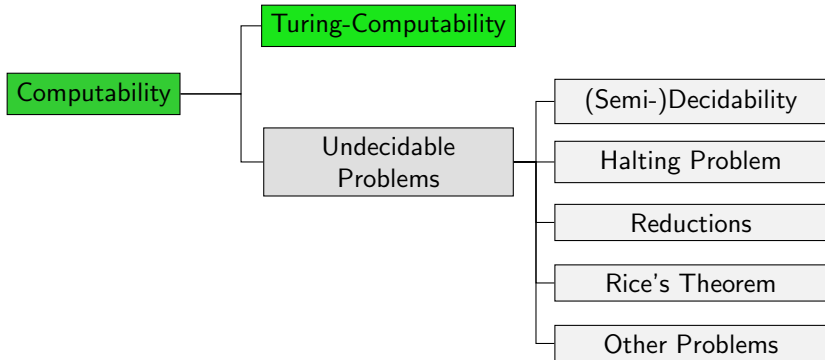 Turing-Computability
Computability
Undecidable
Problems
(Semi-)Decidability
Halting Problem
Reductions
Rice's Theorem
Other Problems